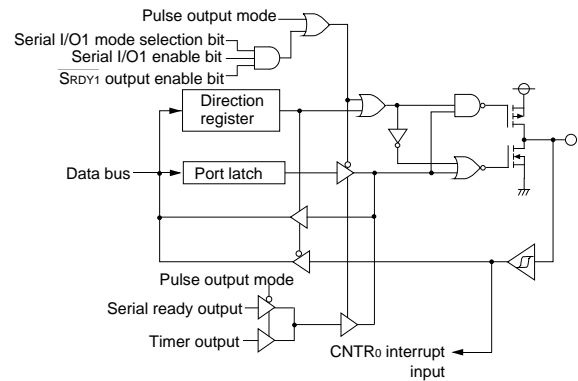 Pulse output mode
Serial I/O1 mode selection bit
Serial I/O1 enable bit
SRDY1 output enable bit
Direction
register
Data bus
Port latch
Pulse output mode
Serial ready output
Timer output
CNTR0 interrupt
input